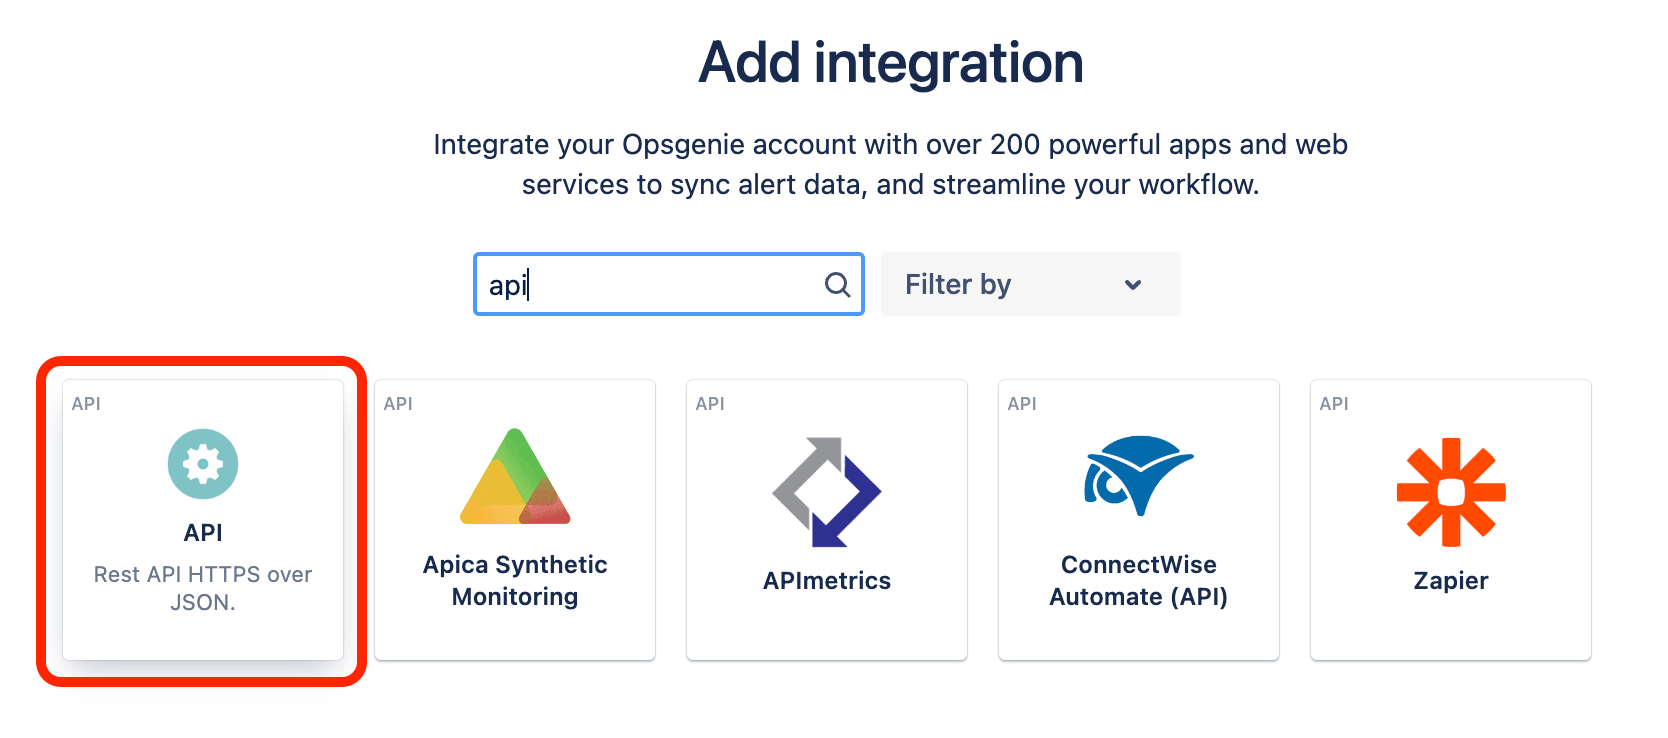 Add integration
Integrate your Opsgenie account with over 200 powerful apps and web
services to sync alert data, and streamline your workflow.
api
Filter by
API
API
Rest API HTTPS over
JSON.
API
Apica Synthetic
Monitoring
API
APImetrics
API
ConnectWise
Automate (API)
API
Zapier